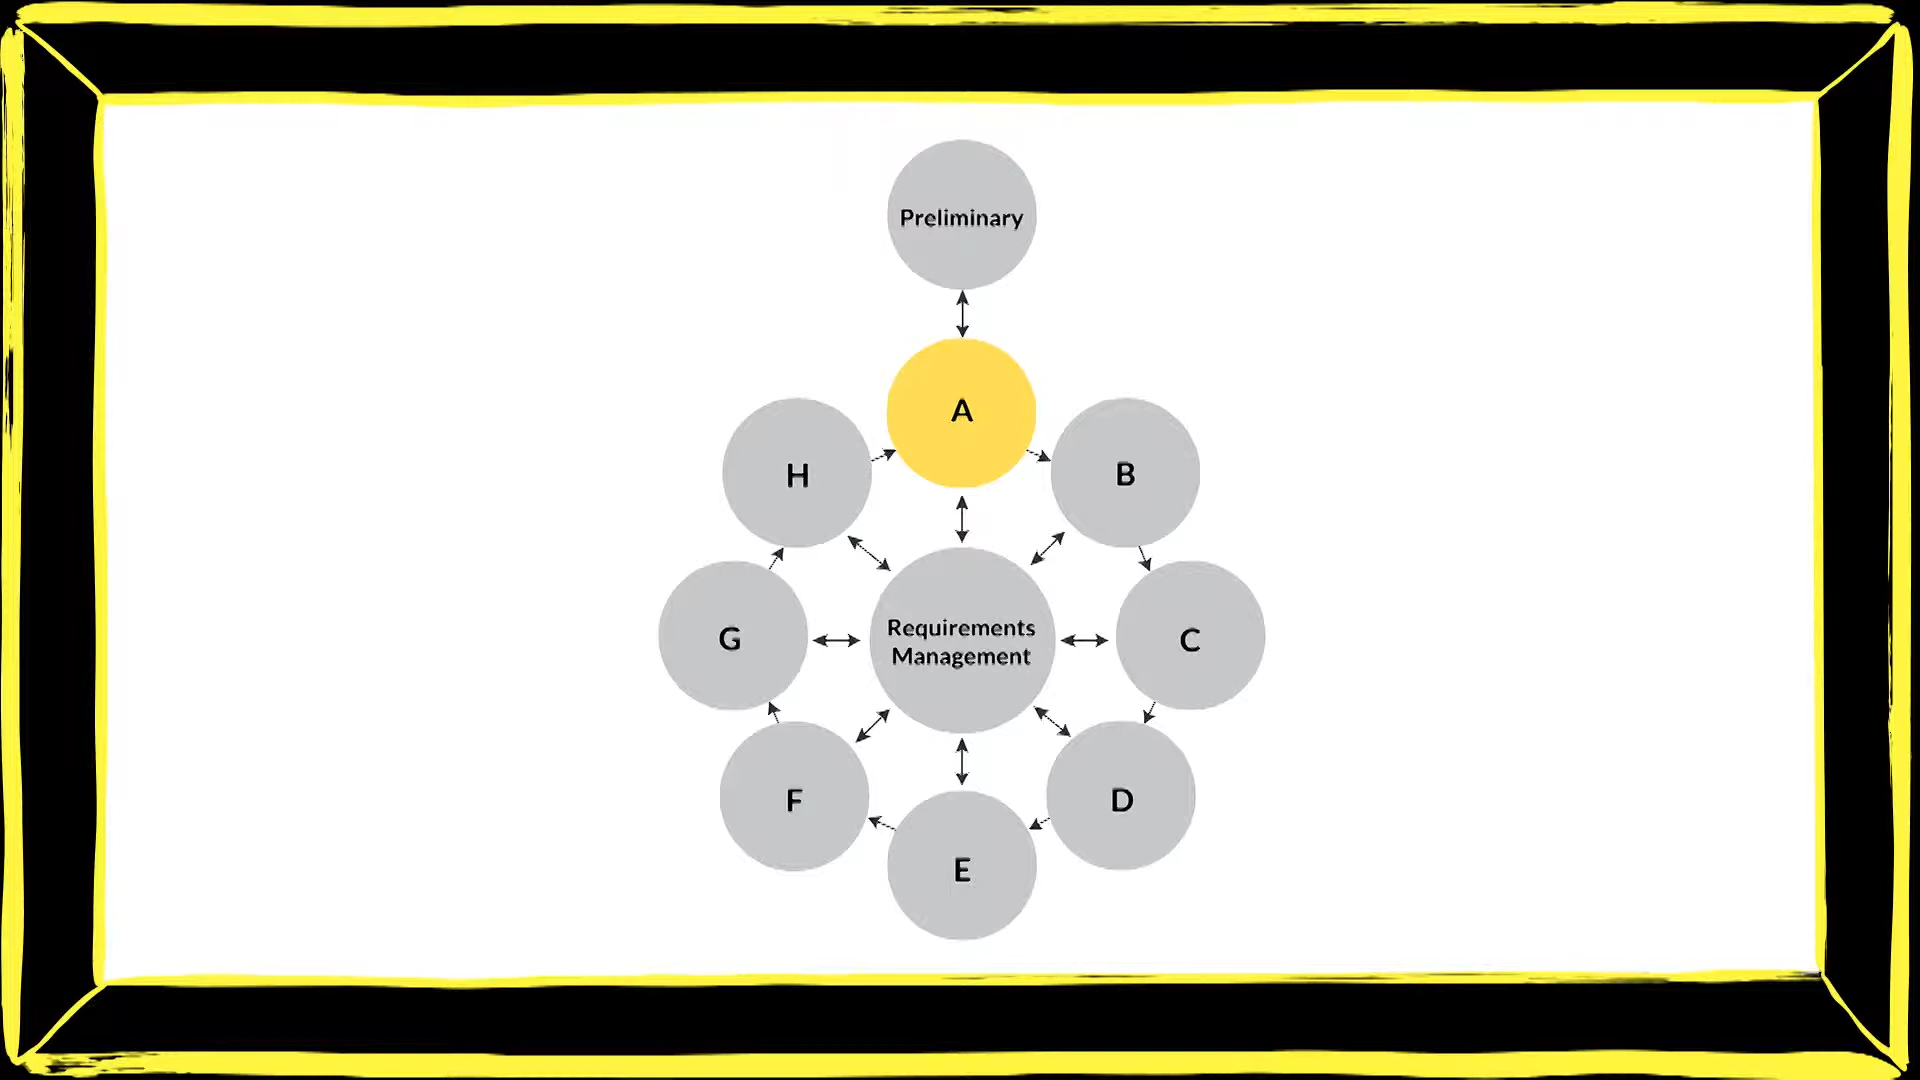 Preliminary
A
H
B
G
Requirements
Management
C
F
D
E